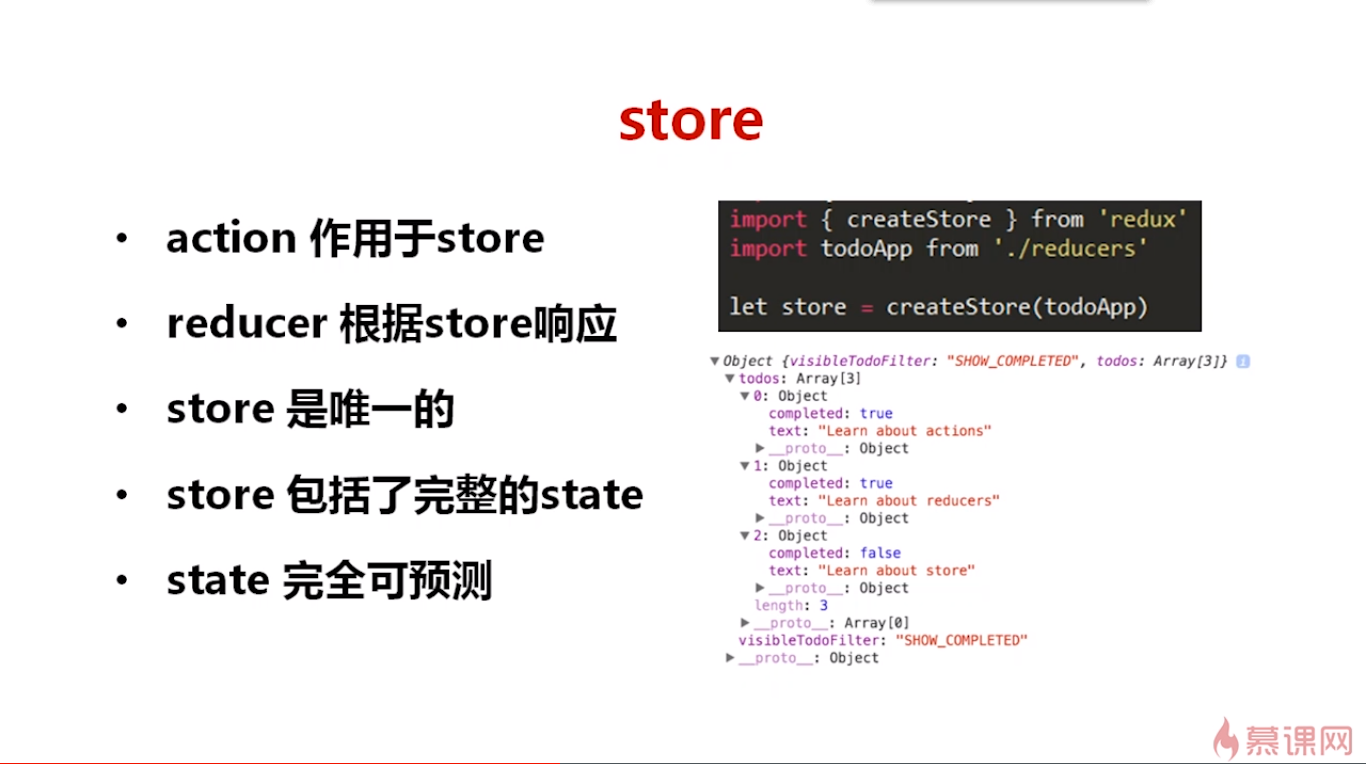 store
• action 作用于store
• reducer 根据store响应
• store 是唯一的
• store 包括了完整的state
• state 完全可预测
import { createStore } from 'redux'
import todoApp from './reducers'
let store = createStore(todoApp)
▼Object {visibleTodoFilter: "SHOW_COMPLETED", todos: Array[3]} i
▼todos: Array[3]
▼0: Object
completed: true
text: "Learn about actions"
▶__proto__: Object
▼1: Object
completed: true
text: "Learn about reducers"
▶__proto__: Object
▼2: Object
completed: false
text: "Learn about store"
▶__proto__: Object
length: 3
▶__proto__: Array[0]
visibleTodoFilter: "SHOW_COMPLETED"
▶__proto__: Object
慕课网